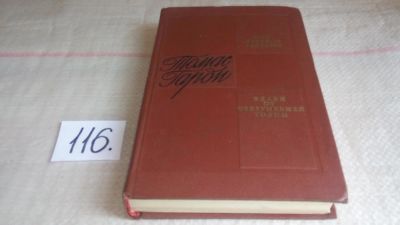 116.
Томас
Гарди
ВДАЛИ
ОТ
ОБЕЗУМЕВШЕЙ
ТОЛПЫ